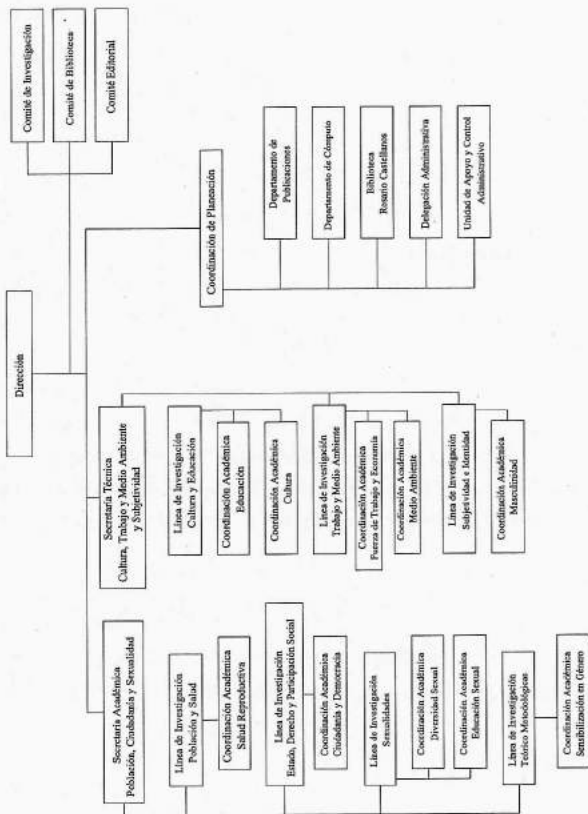 Dirección
Comité de Investigación
Comité de Biblioteca
Comité Editorial
Secretaría Académica
Población, Ciudadanía y Sexualidad
Línea de Investigación
Población y Salud
Coordinación Académica
Salud Reproductiva
Línea de Investigación
Estado, Derecho y Participación Social
Coordinación Académica
Ciudadanía y Democracia
Línea de Investigación
Sexualidades
Coordinación Académica
Diversidad Sexual
Coordinación Académica
Educación Sexual
Línea de Investigación
Teórico Metodológicas
Coordinación Académica
Sensibilización en Género
Secretaría Técnica
Cultura, Trabajo y Medio Ambiente
y Subjetividad
Línea de Investigación
Cultura y Educación
Coordinación Académica
Educación
Coordinación Académica
Cultura
Línea de Investigación
Trabajo y Medio Ambiente
Coordinación Académica
Fuerza de Trabajo y Economía
Coordinación Académica
Medio Ambiente
Línea de Investigación
Subjetividad e Identidad
Coordinación Académica
Masculinidad
Coordinación de Planeación
Departamento de
Publicaciones
Departamento de Cómputo
Biblioteca
Rosario Castellanos
Delegación Administrativa
Unidad de Apoyo y Control
Administrativo